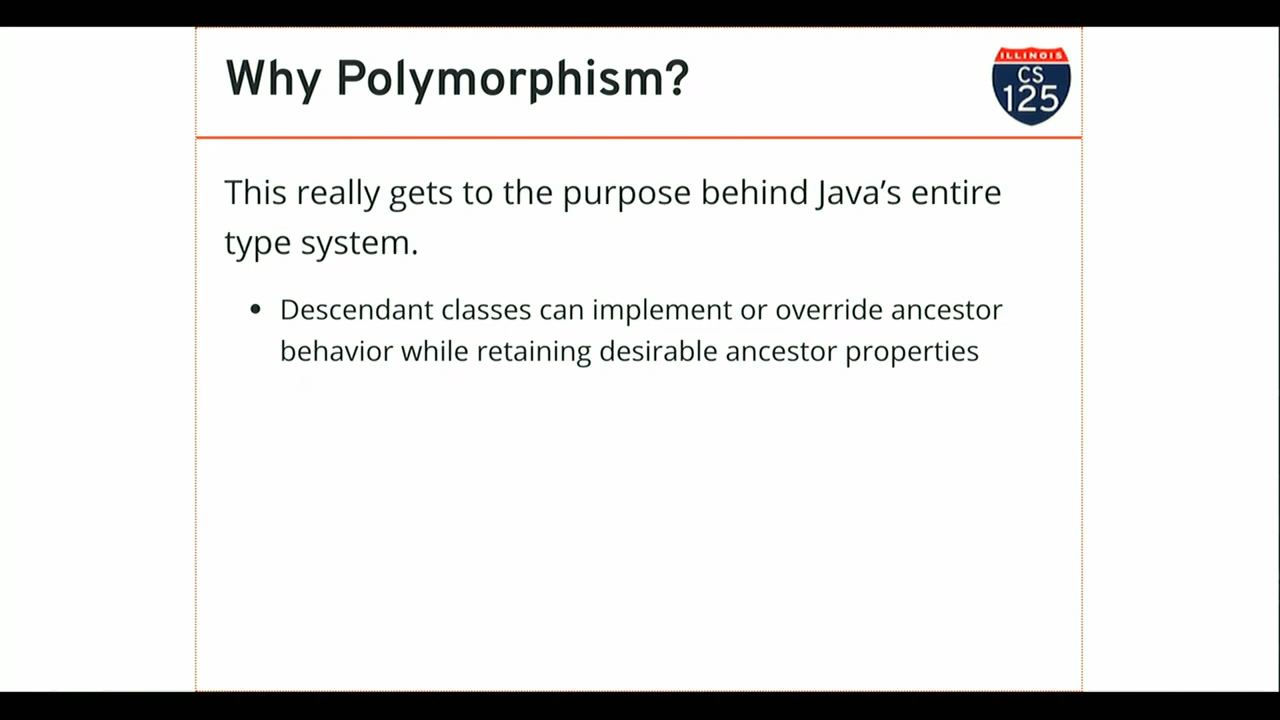 Why Polymorphism?
ILLINOIS
CS
125
This really gets to the purpose behind Java’s entire
type system.
• Descendant classes can implement or override ancestor
behavior while retaining desirable ancestor properties